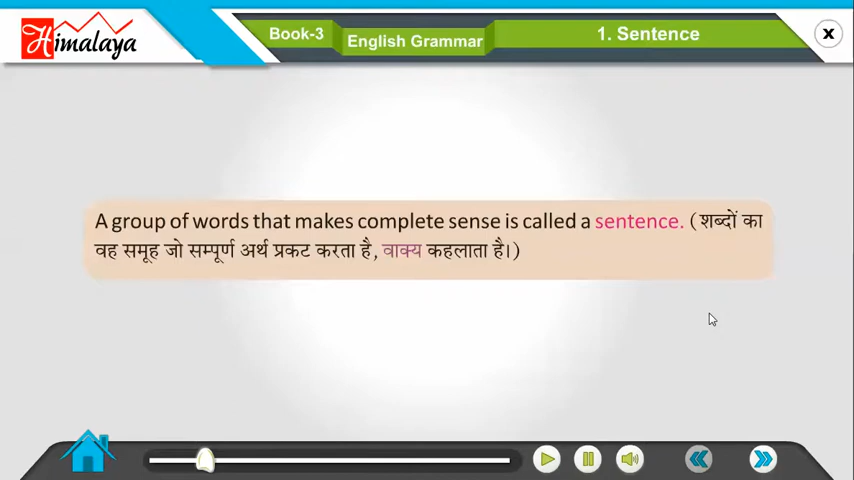 Himalaya
Book-3
English Grammar
1. Sentence
X
A group of words that makes complete sense is called a sentence. (शब्दों का
वह समूह जो सम्पूर्ण अर्थ प्रकट करता है, वाक्य कहलाता है।)